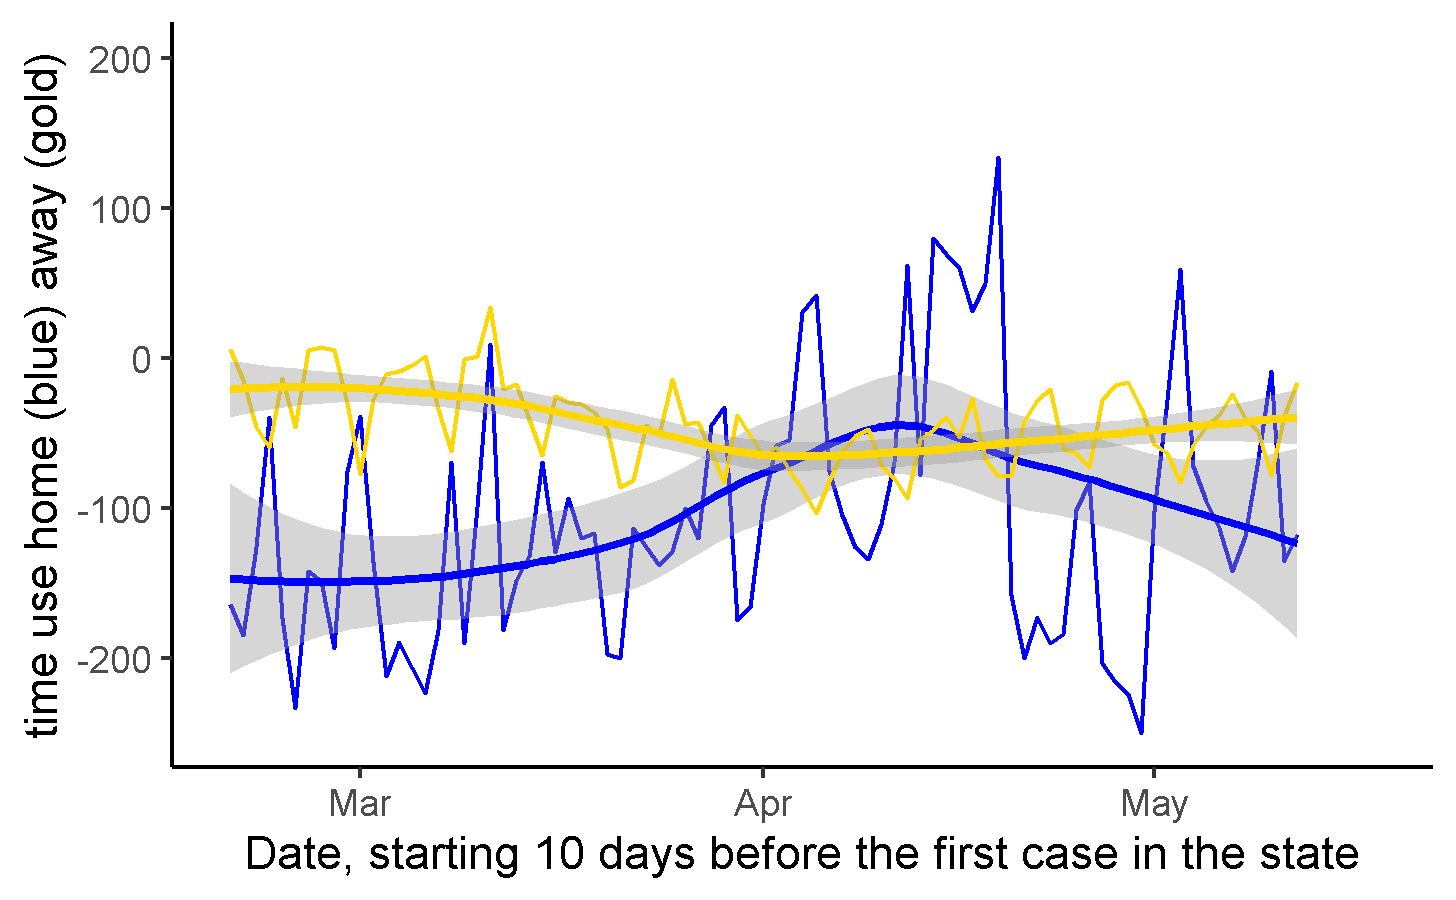 time use home (blue) away (gold)
200
100
0
-100
-200
Mar Apr May
Date, starting 10 days before the first case in the state